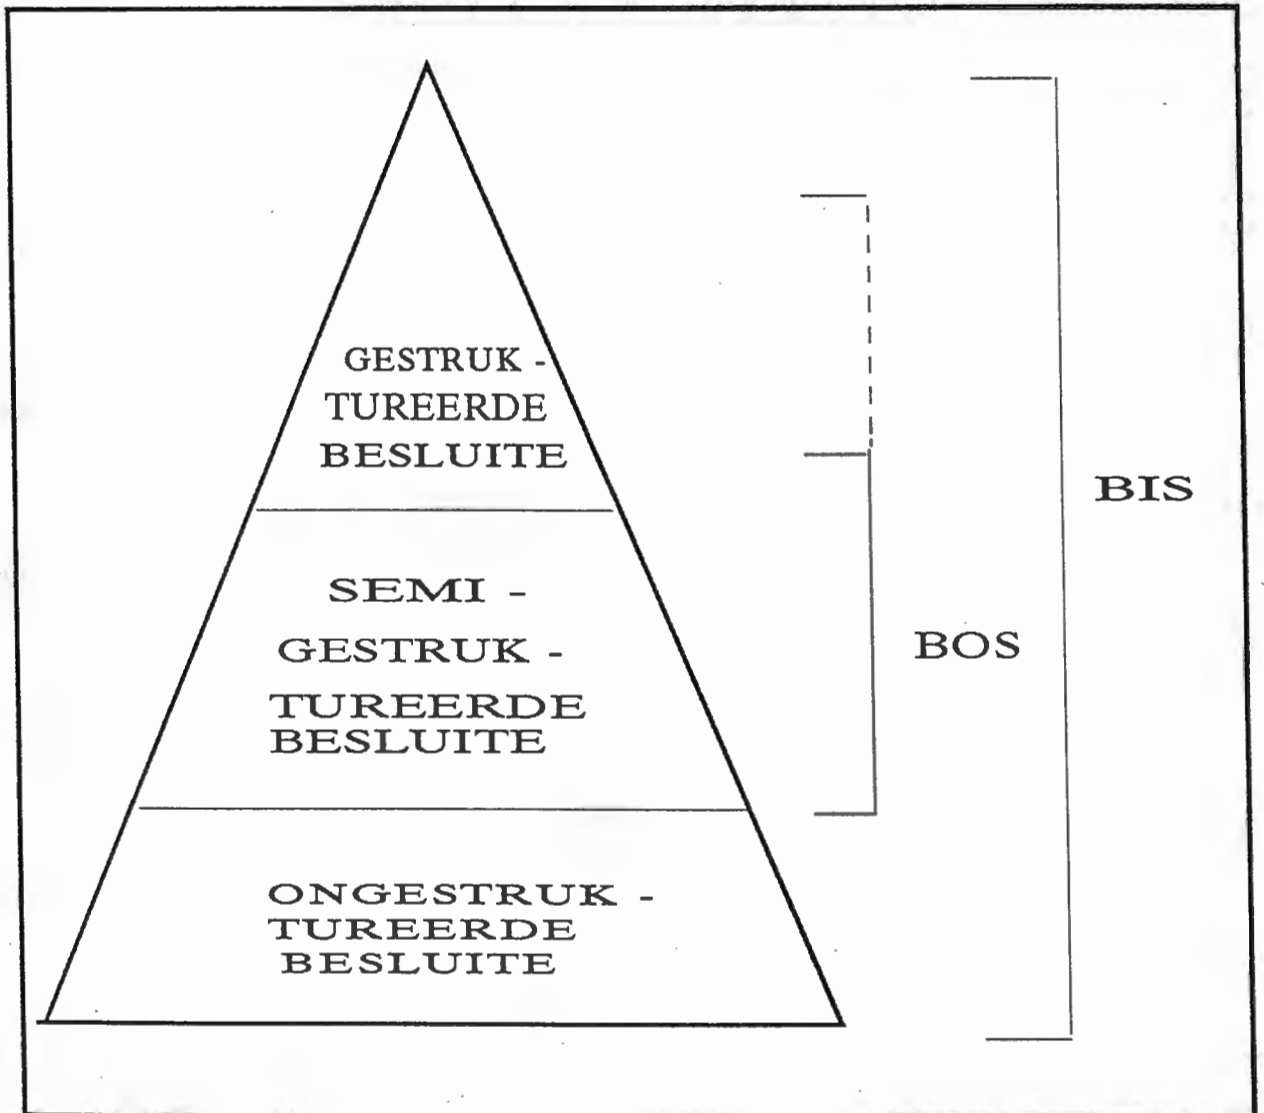 GESTRUK -
TUREERDE
BESLUITE
SEMI -
GESTRUK -
TUREERDE
BESLUITE
ONGESTRUK -
TUREERDE
BESLUITE
BOS
BIS